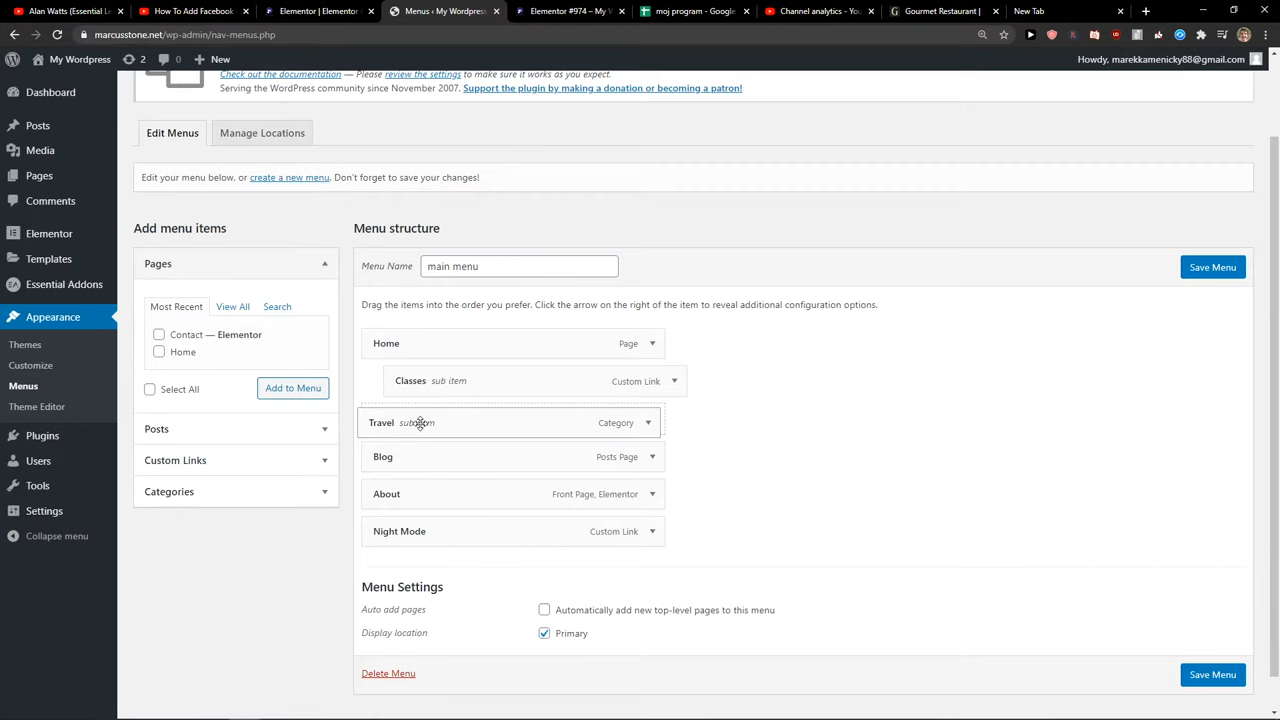 Alan Watts (Essential Le
How To Add Facebook
Elementor | Elementor
Menus ‹ My Wordpress
Elementor #974 – My W
moj program – Google
Channel analytics – You
Gourmet Restaurant |
New Tab
marcusstone.net/wp-admin/nav-menus.php
My Wordpress
2
0
New
Howdy, marekkamenicky88@gmail.com
Check out the documentation — Please review the settings to make sure it works as you expect.
Serving the WordPress community since November 2007. Support the plugin by making a donation or becoming a patron!
Dashboard
Posts
Media
Pages
Comments
Elementor
Templates
Essential Addons
Appearance
Themes
Customize
Menus
Theme Editor
Plugins
Users
Tools
Settings
Collapse menu
Edit Menus
Manage Locations
Edit your menu below, or create a new menu. Don't forget to save your changes!
Add menu items
Pages
Most Recent
View All
Search
Contact — Elementor
Home
Select All
Add to Menu
Posts
Custom Links
Categories
Menu structure
Menu Name
main menu
Save Menu
Drag the items into the order you prefer. Click the arrow on the right of the item to reveal additional configuration options.
Home
Page
Classes sub item
Custom Link
Travel sub item
Category
Blog
Posts Page
About
Front Page, Elementor
Night Mode
Custom Link
Menu Settings
Auto add pages
Automatically add new top-level pages to this menu
Display location
Primary
Delete Menu
Save Menu